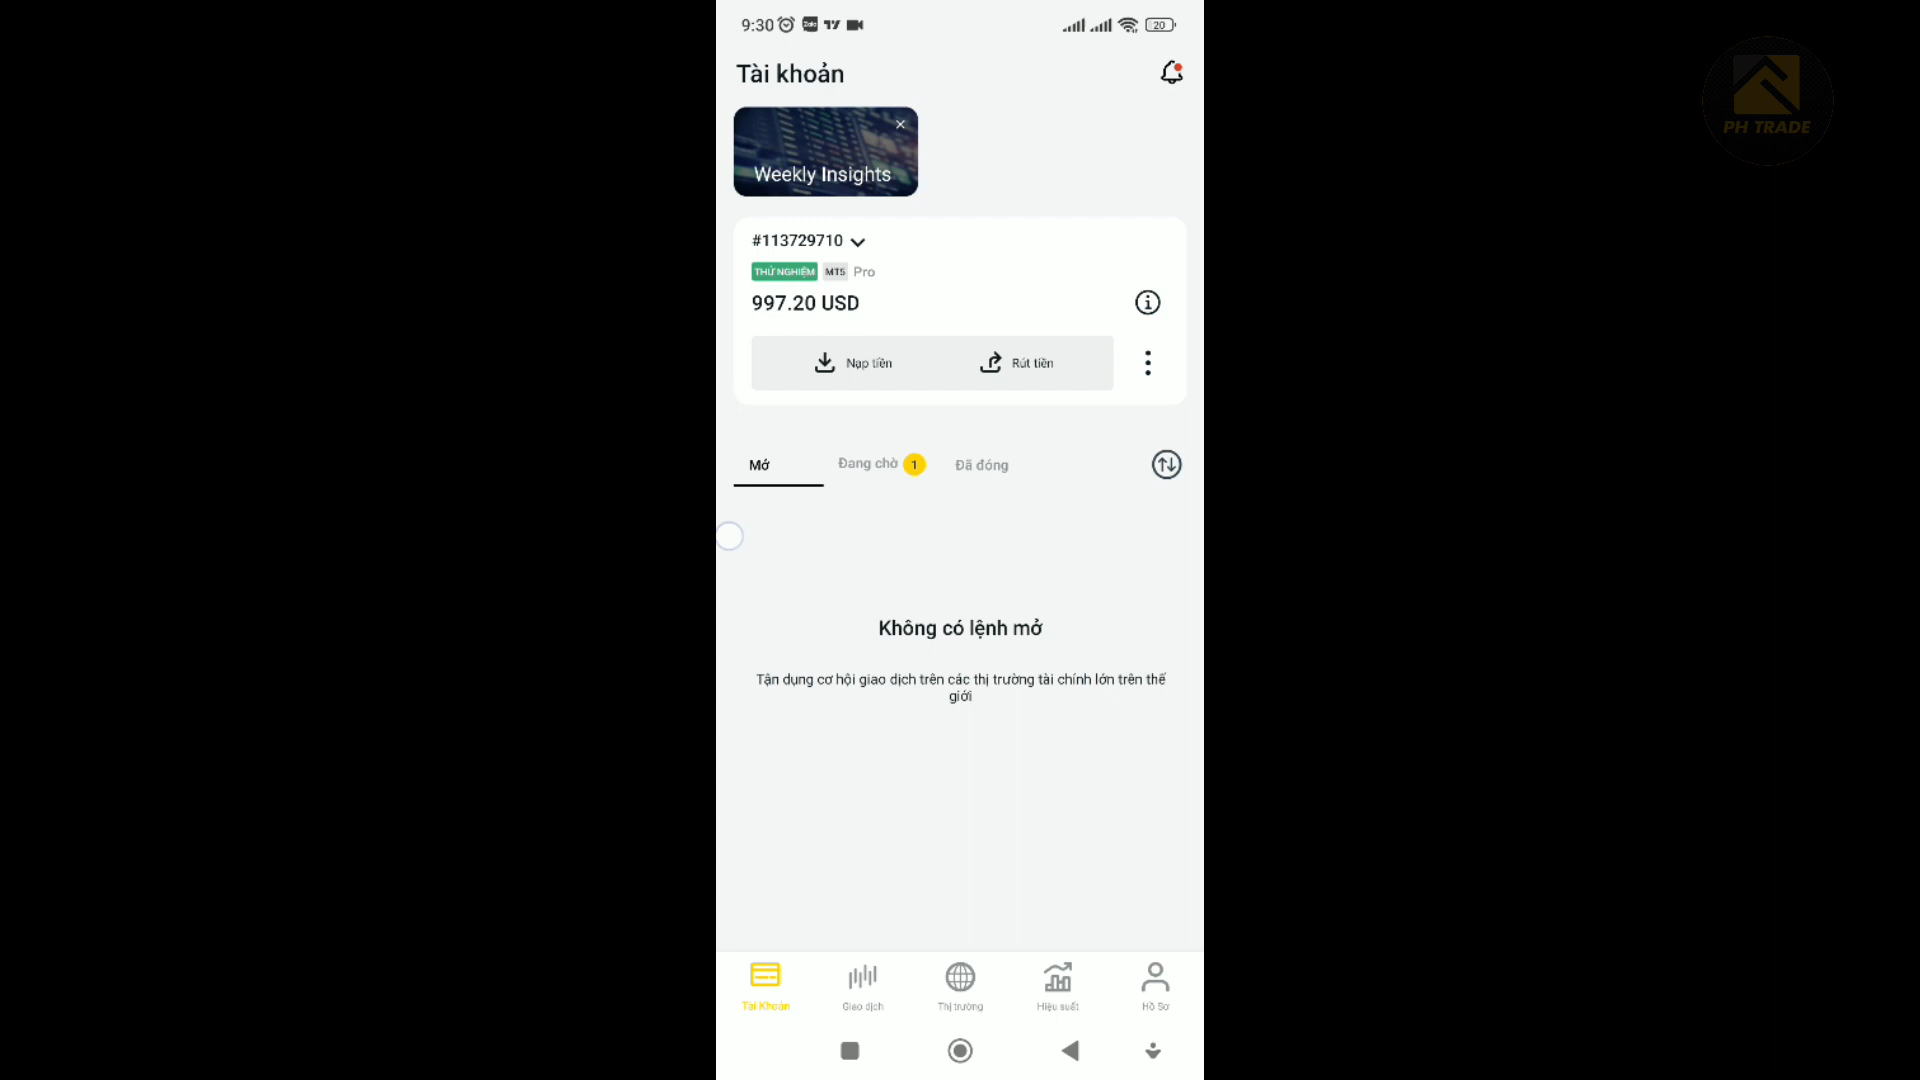 9:30 Zalo 20
Tài khoản
Weekly Insights
PH TRADE
#113729710
THỬ NGHIỆM MT5 Pro
997.20 USD
Nạp tiền Rút tiền
Mở Đang chờ 1 Đã đóng
Không có lệnh mở
Tận dụng cơ hội giao dịch trên các thị trường tài chính lớn trên thế
giới
Tài Khoản Giao dịch Thị trường Hiệu suất Hồ Sơ